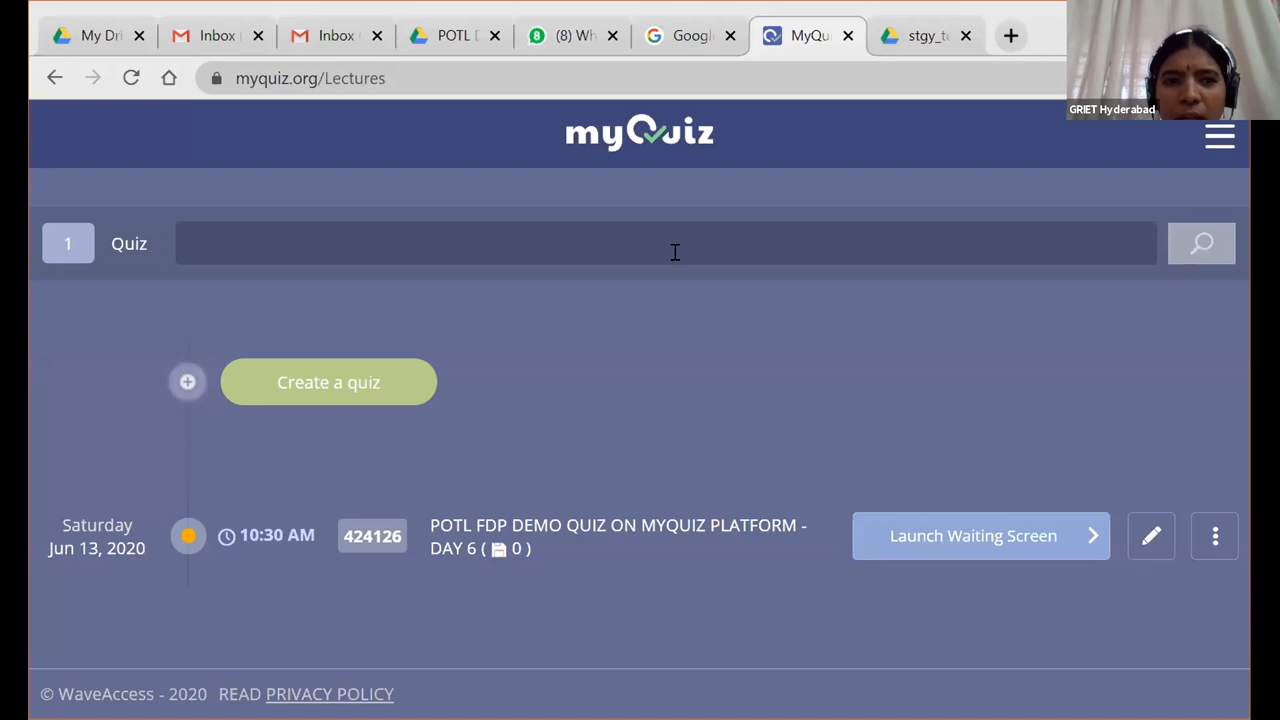 My Dri
Inbox
Inbox
POTL
(8) Wh
Google
MyQui
stgy_te
myquiz.org/Lectures
GRIET Hyderabad
myQuiz
1 Quiz
Create a quiz
Saturday
Jun 13, 2020
10:30 AM
424126
POTL FDP DEMO QUIZ ON MYQUIZ PLATFORM -
DAY 6 ( 0 )
Launch Waiting Screen
© WaveAccess - 2020 READ PRIVACY POLICY